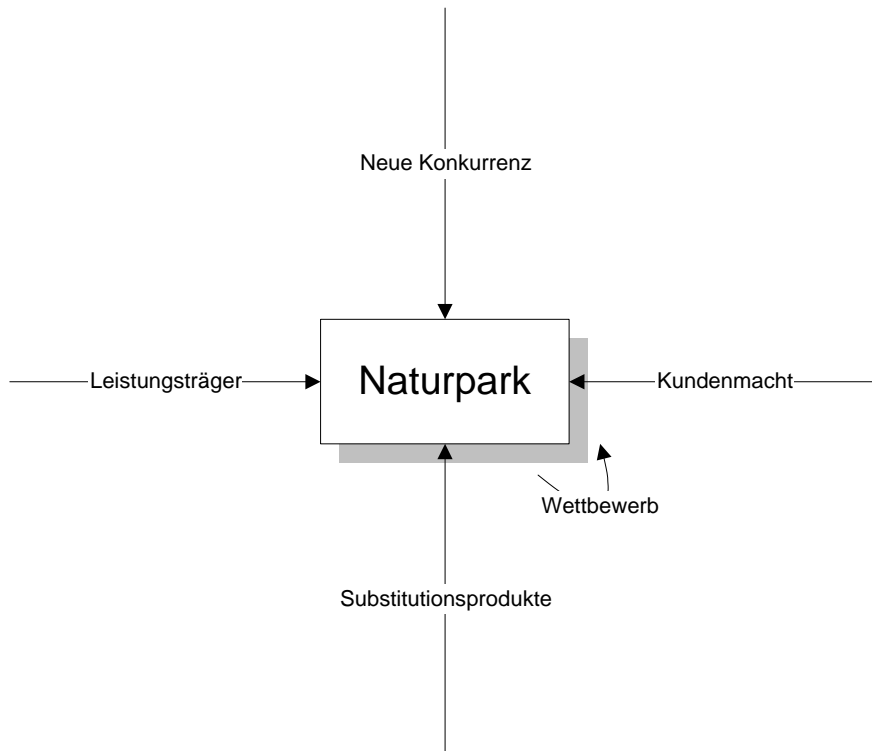 Neue Konkurrenz
Leistungsträger
Naturpark
Kundenmacht
Wettbewerb
Substitutionsprodukte